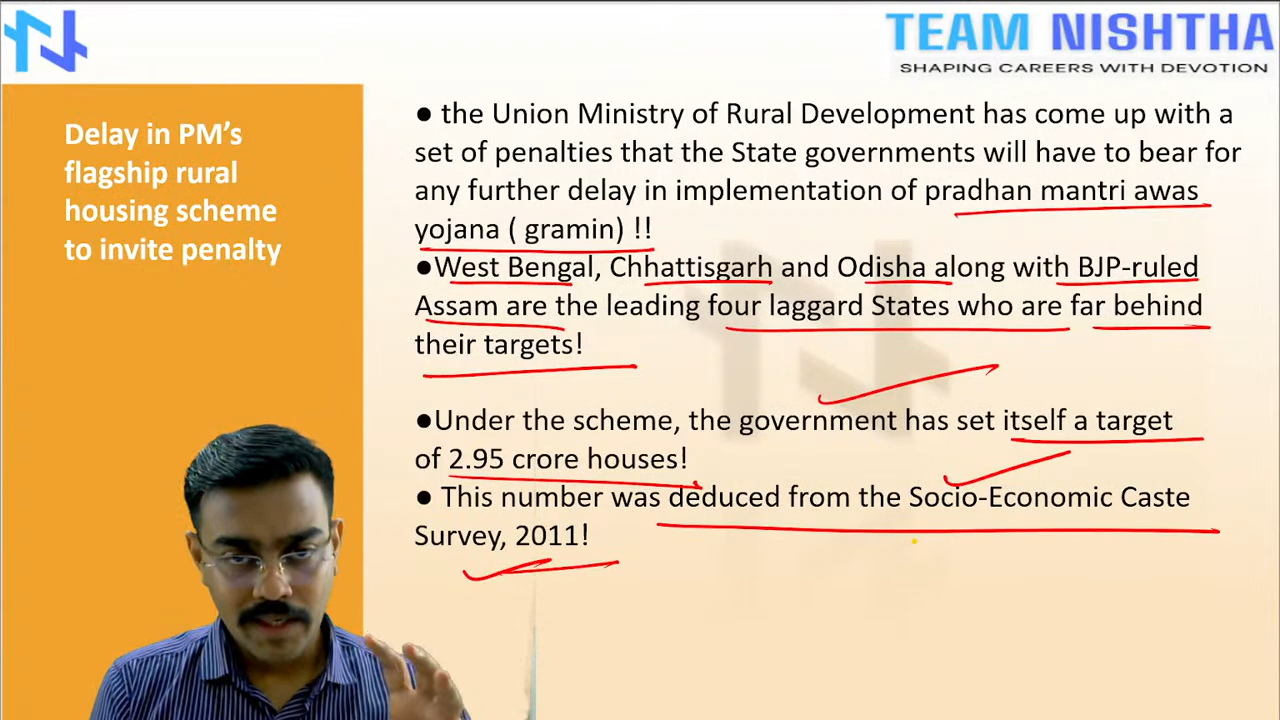 TEAM NISHTHA
SHAPING CAREERS WITH DEVOTION
Delay in PM’s
flagship rural
housing scheme
to invite penalty
● the Union Ministry of Rural Development has come up with a
set of penalties that the State governments will have to bear for
any further delay in implementation of pradhan mantri awas
yojana ( gramin) !!
●West Bengal, Chhattisgarh and Odisha along with BJP-ruled
Assam are the leading four laggard States who are far behind
their targets!
●Under the scheme, the government has set itself a target
of 2.95 crore houses!
● This number was deduced from the Socio-Economic Caste
Survey, 2011!